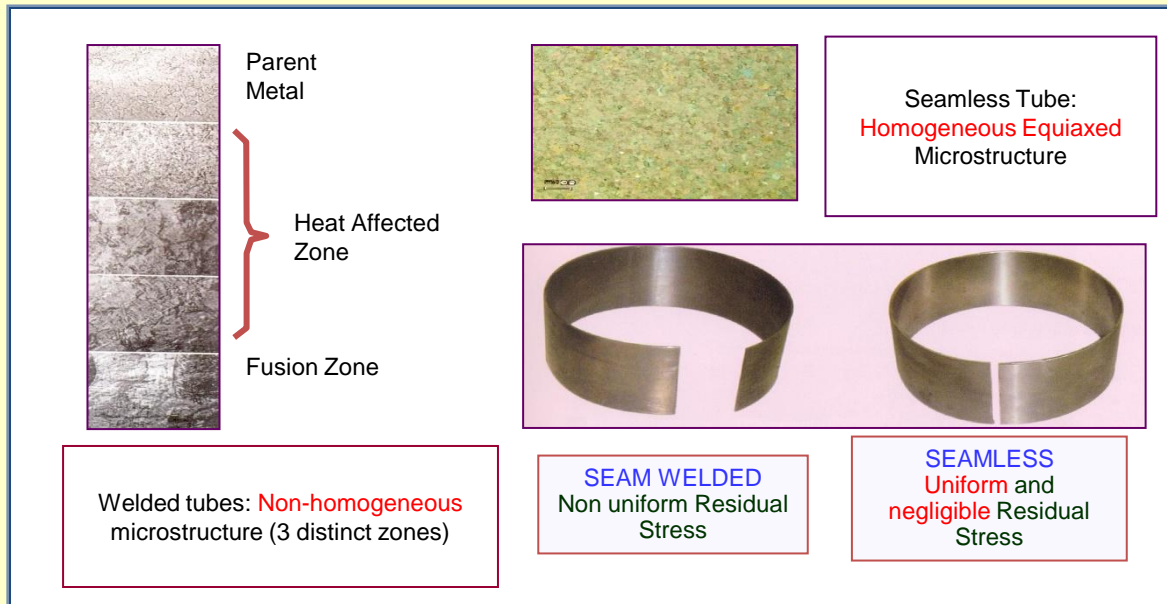 Parent
Metal
Heat Affected
Zone
Fusion Zone
Welded tubes: Non-homogeneous
microstructure (3 distinct zones)
Seamless Tube:
Homogeneous Equiaxed
Microstructure
SEAM WELDED
Non uniform Residual
Stress
SEAMLESS
Uniform and
negligible Residual
Stress